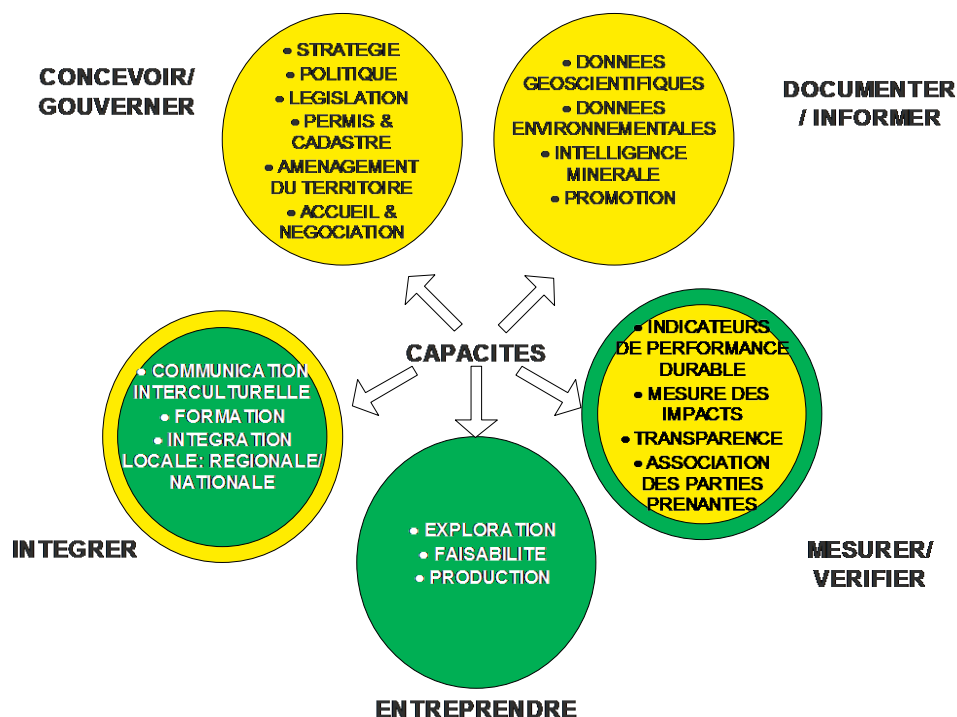 CONCEVOIR/
GOUVERNER
● STRATEGIE
● POLITIQUE
● LEGISLATION
● PERMIS &
CADASTRE
● AMENAGEMENT
DU TERRITOIRE
● ACCUEIL &
NEGOCIATION
● DONNEES
GEOSCIENTIFIQUES
● DONNEES
ENVIRONNEMENTALES
● INTELLIGENCE
MINERALE
● PROMOTION
DOCUMENTER
/ INFORMER
CAPACITES
● COMMUNICATION
INTERCULTURELLE
● FORMATION
● INTEGRATION
LOCALE: REGIONALE/
NATIONALE
INTEGRER
● EXPLORATION
● FAISABILITE
● PRODUCTION
ENTREPRENDRE
● INDICATEURS
DE PERFORMANCE
DURABLE
● MESURE DES
IMPACTS
● TRANSPARENCE
● ASSOCIATION
DES PARTIES
PRENANTES
MESURER/
VERIFIER